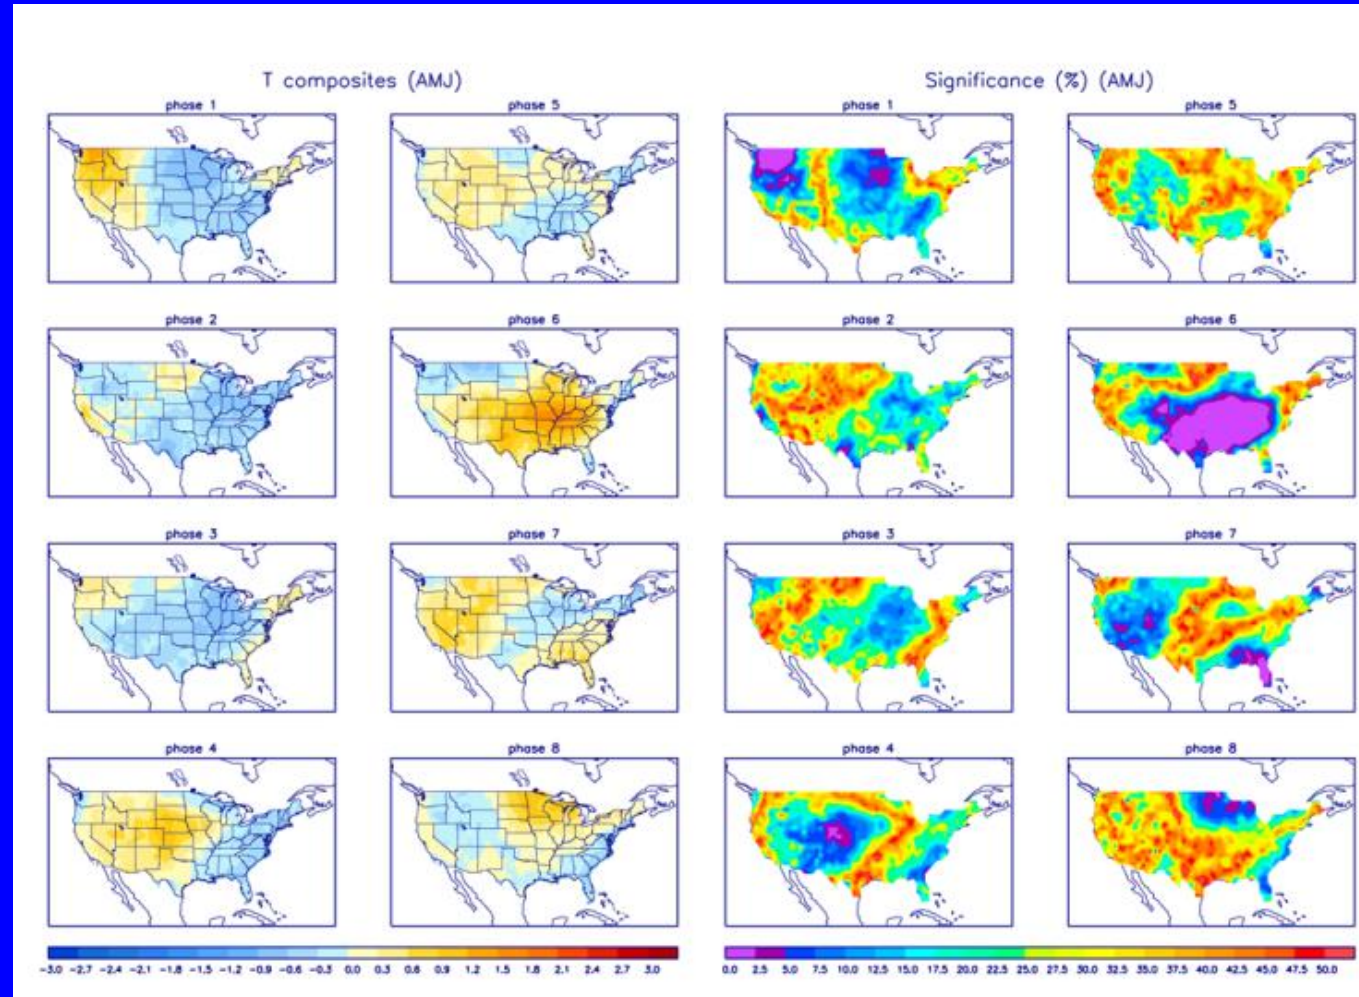 T composites (AMJ) Significance (%) (AMJ)
phase 1 phase 5 phase 1 phase 5
phase 2 phase 6 phase 2 phase 6
phase 3 phase 7 phase 3 phase 7
phase 4 phase 8 phase 4 phase 8
-3.0 -2.7 -2.4 -2.1 -1.8 -1.5 -1.2 -0.9 -0.6 -0.3 0.0 0.3 0.6 0.9 1.2 1.5 1.8 2.1 2.4 2.7 3.0 0.0 2.5 5.0 7.5 10.0 12.5 15.0 17.5 20.0 22.5 25.0 27.5 30.0 32.5 35.0 37.5 40.0 42.5 45.0 47.5 50.0